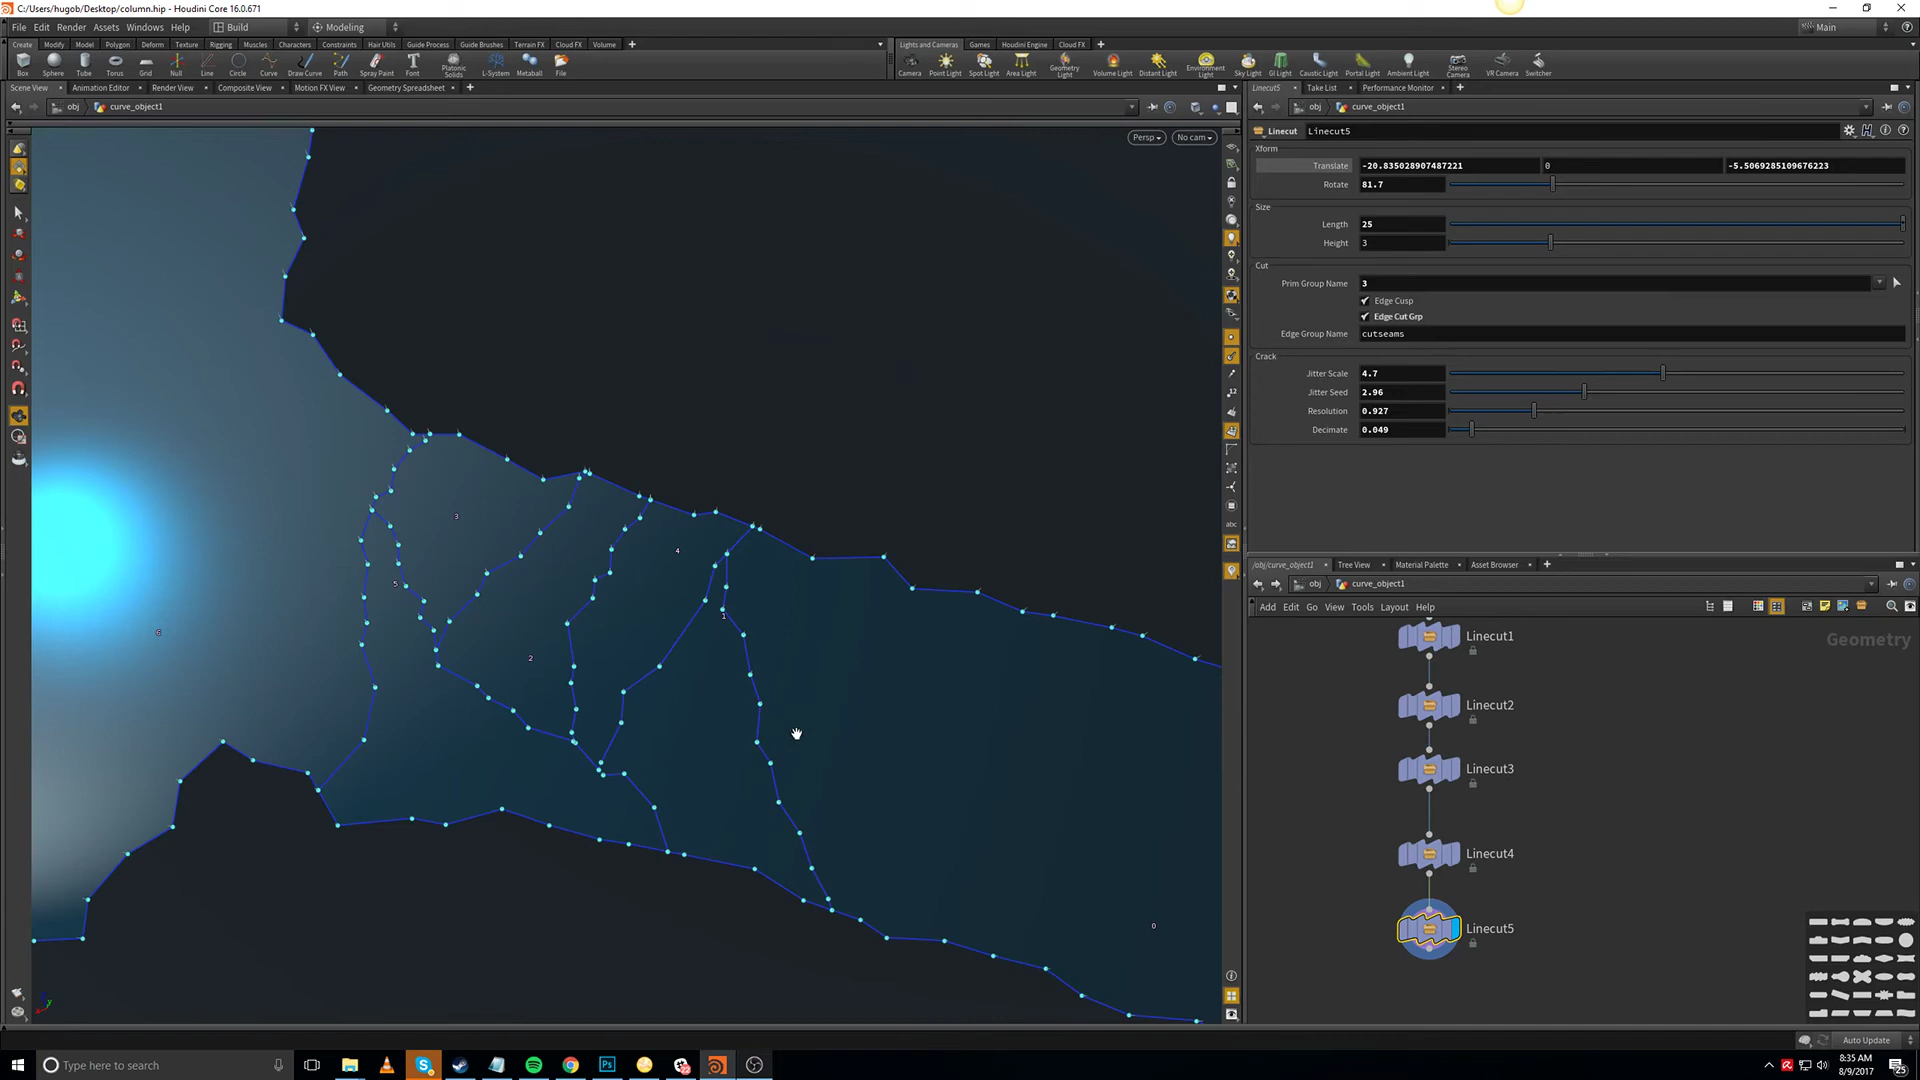 C:/Users/hugob/Desktop/column.hip - Houdini Core 16.0.671
File Edit Render Assets Windows Help Build Modeling Main
Create Modify Model Polygon Deform Texture Rigging Muscles Characters Constraints Hair Utils Guide Process Guide Brushes Terrain FX Cloud FX Volume
Lights and Cameras Games Houdini Engine Cloud FX
Box Sphere Tube Torus Grid Null Line Circle Curve Draw Curve Path Spray Paint Font Platonic Solids L-System Metaball File
Camera Point Light Spot Light Area Light Geometry Light Volume Light Distant Light Environment Light Sky Light GI Light Caustic Light Portal Light Ambient Light Stereo Camera VR Camera Switcher
Scene View Animation Editor Render View Composite View Motion FX View Geometry Spreadsheet
Linecut5 Take List Performance Monitor
obj curve_object1
obj curve_object1
Persp No cam
Linecut Linecut5
Xform
Translate -20.835028907487221 0 -5.5069285109676223
Rotate 81.7
Size
Length 25
Height 3
Cut
Prim Group Name 3
Edge Cusp
Edge Cut Grp
Edge Group Name cutseams
Crack
Jitter Scale 4.7
Jitter Seed 2.96
Resolution 0.927
Decimate 0.049
3
4
5
1
6
2
0
abc
/obj/curve_object1 Tree View Material Palette Asset Browser
obj curve_object1
Add Edit Go View Tools Layout Help
Geometry
Linecut1
Linecut2
Linecut3
Linecut4
Linecut5
y
Auto Update
Type here to search
Ps
8:35 AM
8/9/2017
25